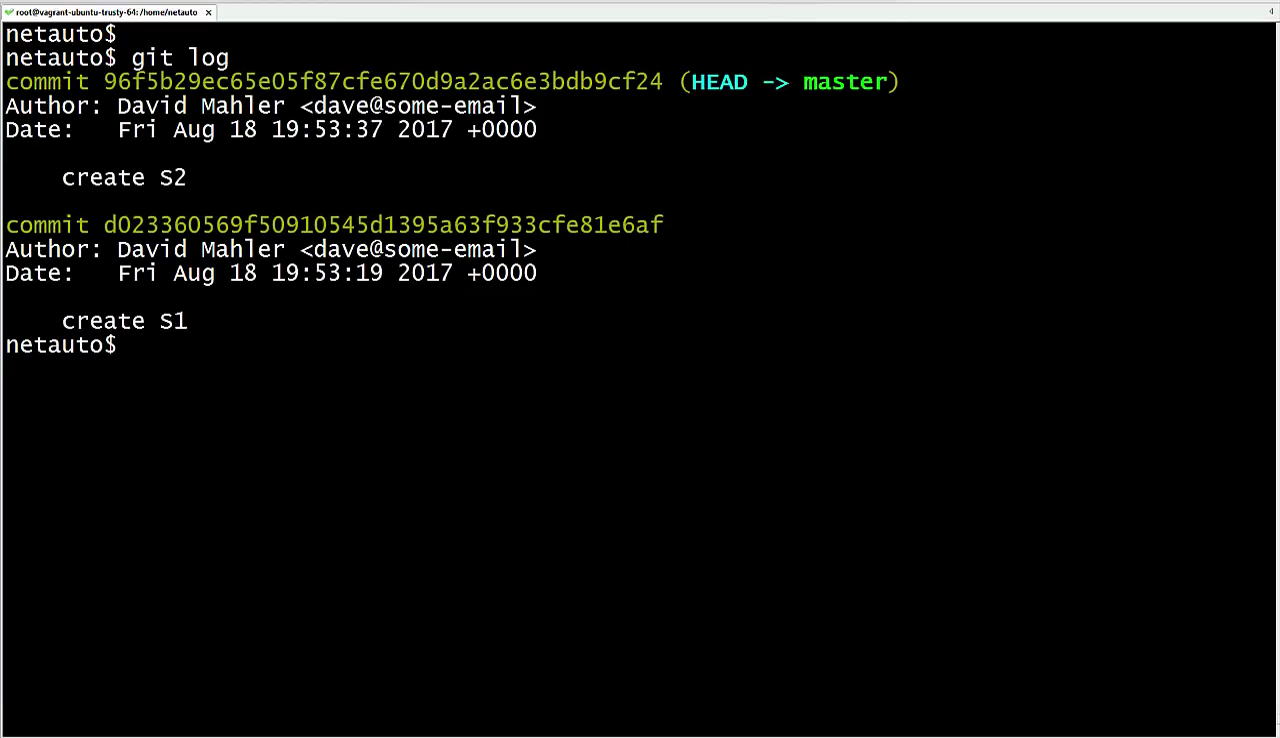 root@vagrant-ubuntu-trusty-64: /home/netauto
netauto$
netauto$ git log
commit 96f5b29ec65e05f87cfe670d9a2ac6e3bdb9cf24 (HEAD -> master)
Author: David Mahler <dave@some-email>
Date:   Fri Aug 18 19:53:37 2017 +0000
    create S2
commit d023360569f50910545d1395a63f933cfe81e6af
Author: David Mahler <dave@some-email>
Date:   Fri Aug 18 19:53:19 2017 +0000
    create S1
netauto$